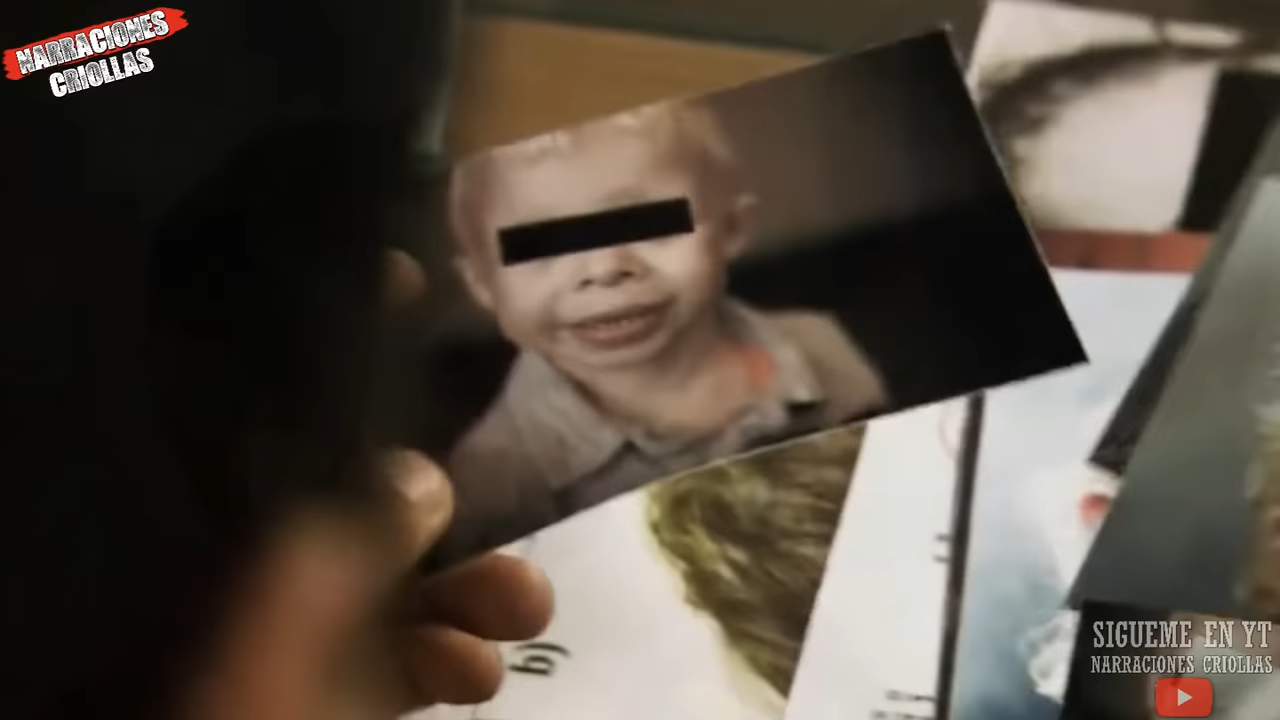 NARRACIONES
CRIOLLAS
b)
SIGUEME EN YT
NARRACIONES CRIOLLAS